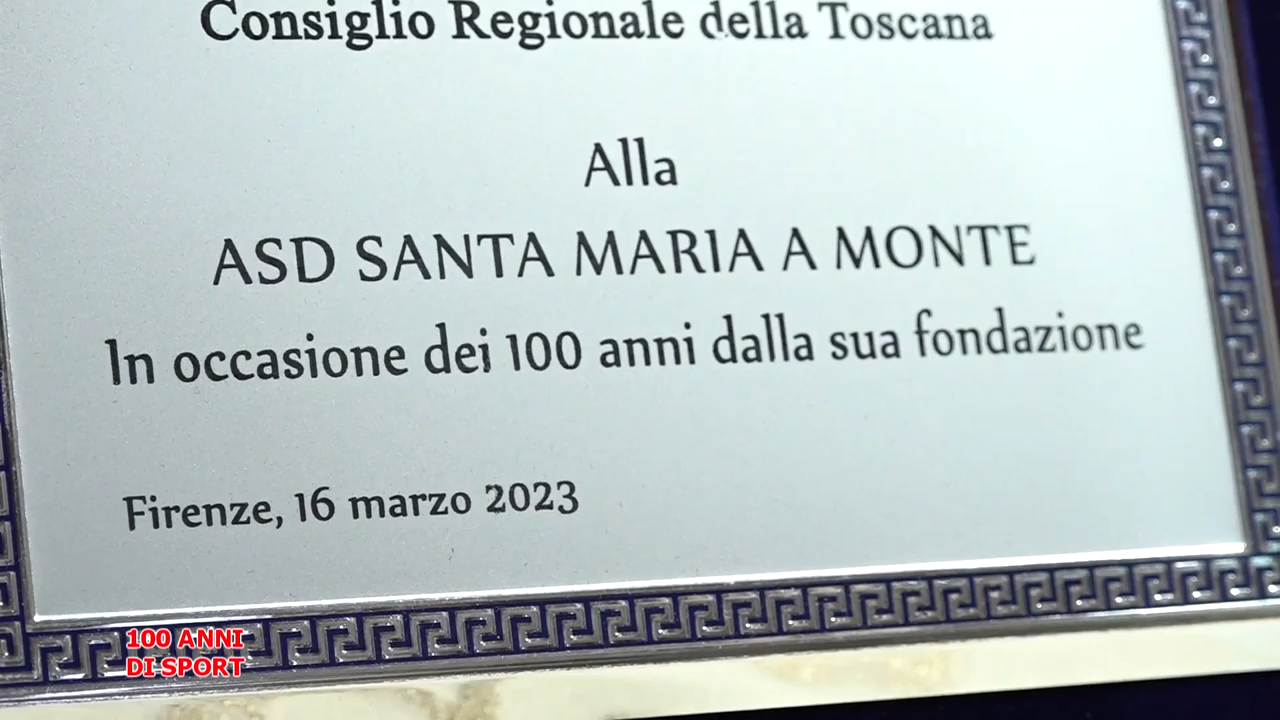 Consiglio Regionale della Toscana
Alla
ASD SANTA MARIA A MONTE
In occasione dei 100 anni dalla sua fondazione
Firenze, 16 marzo 2023
100 ANNI
DI SPORT